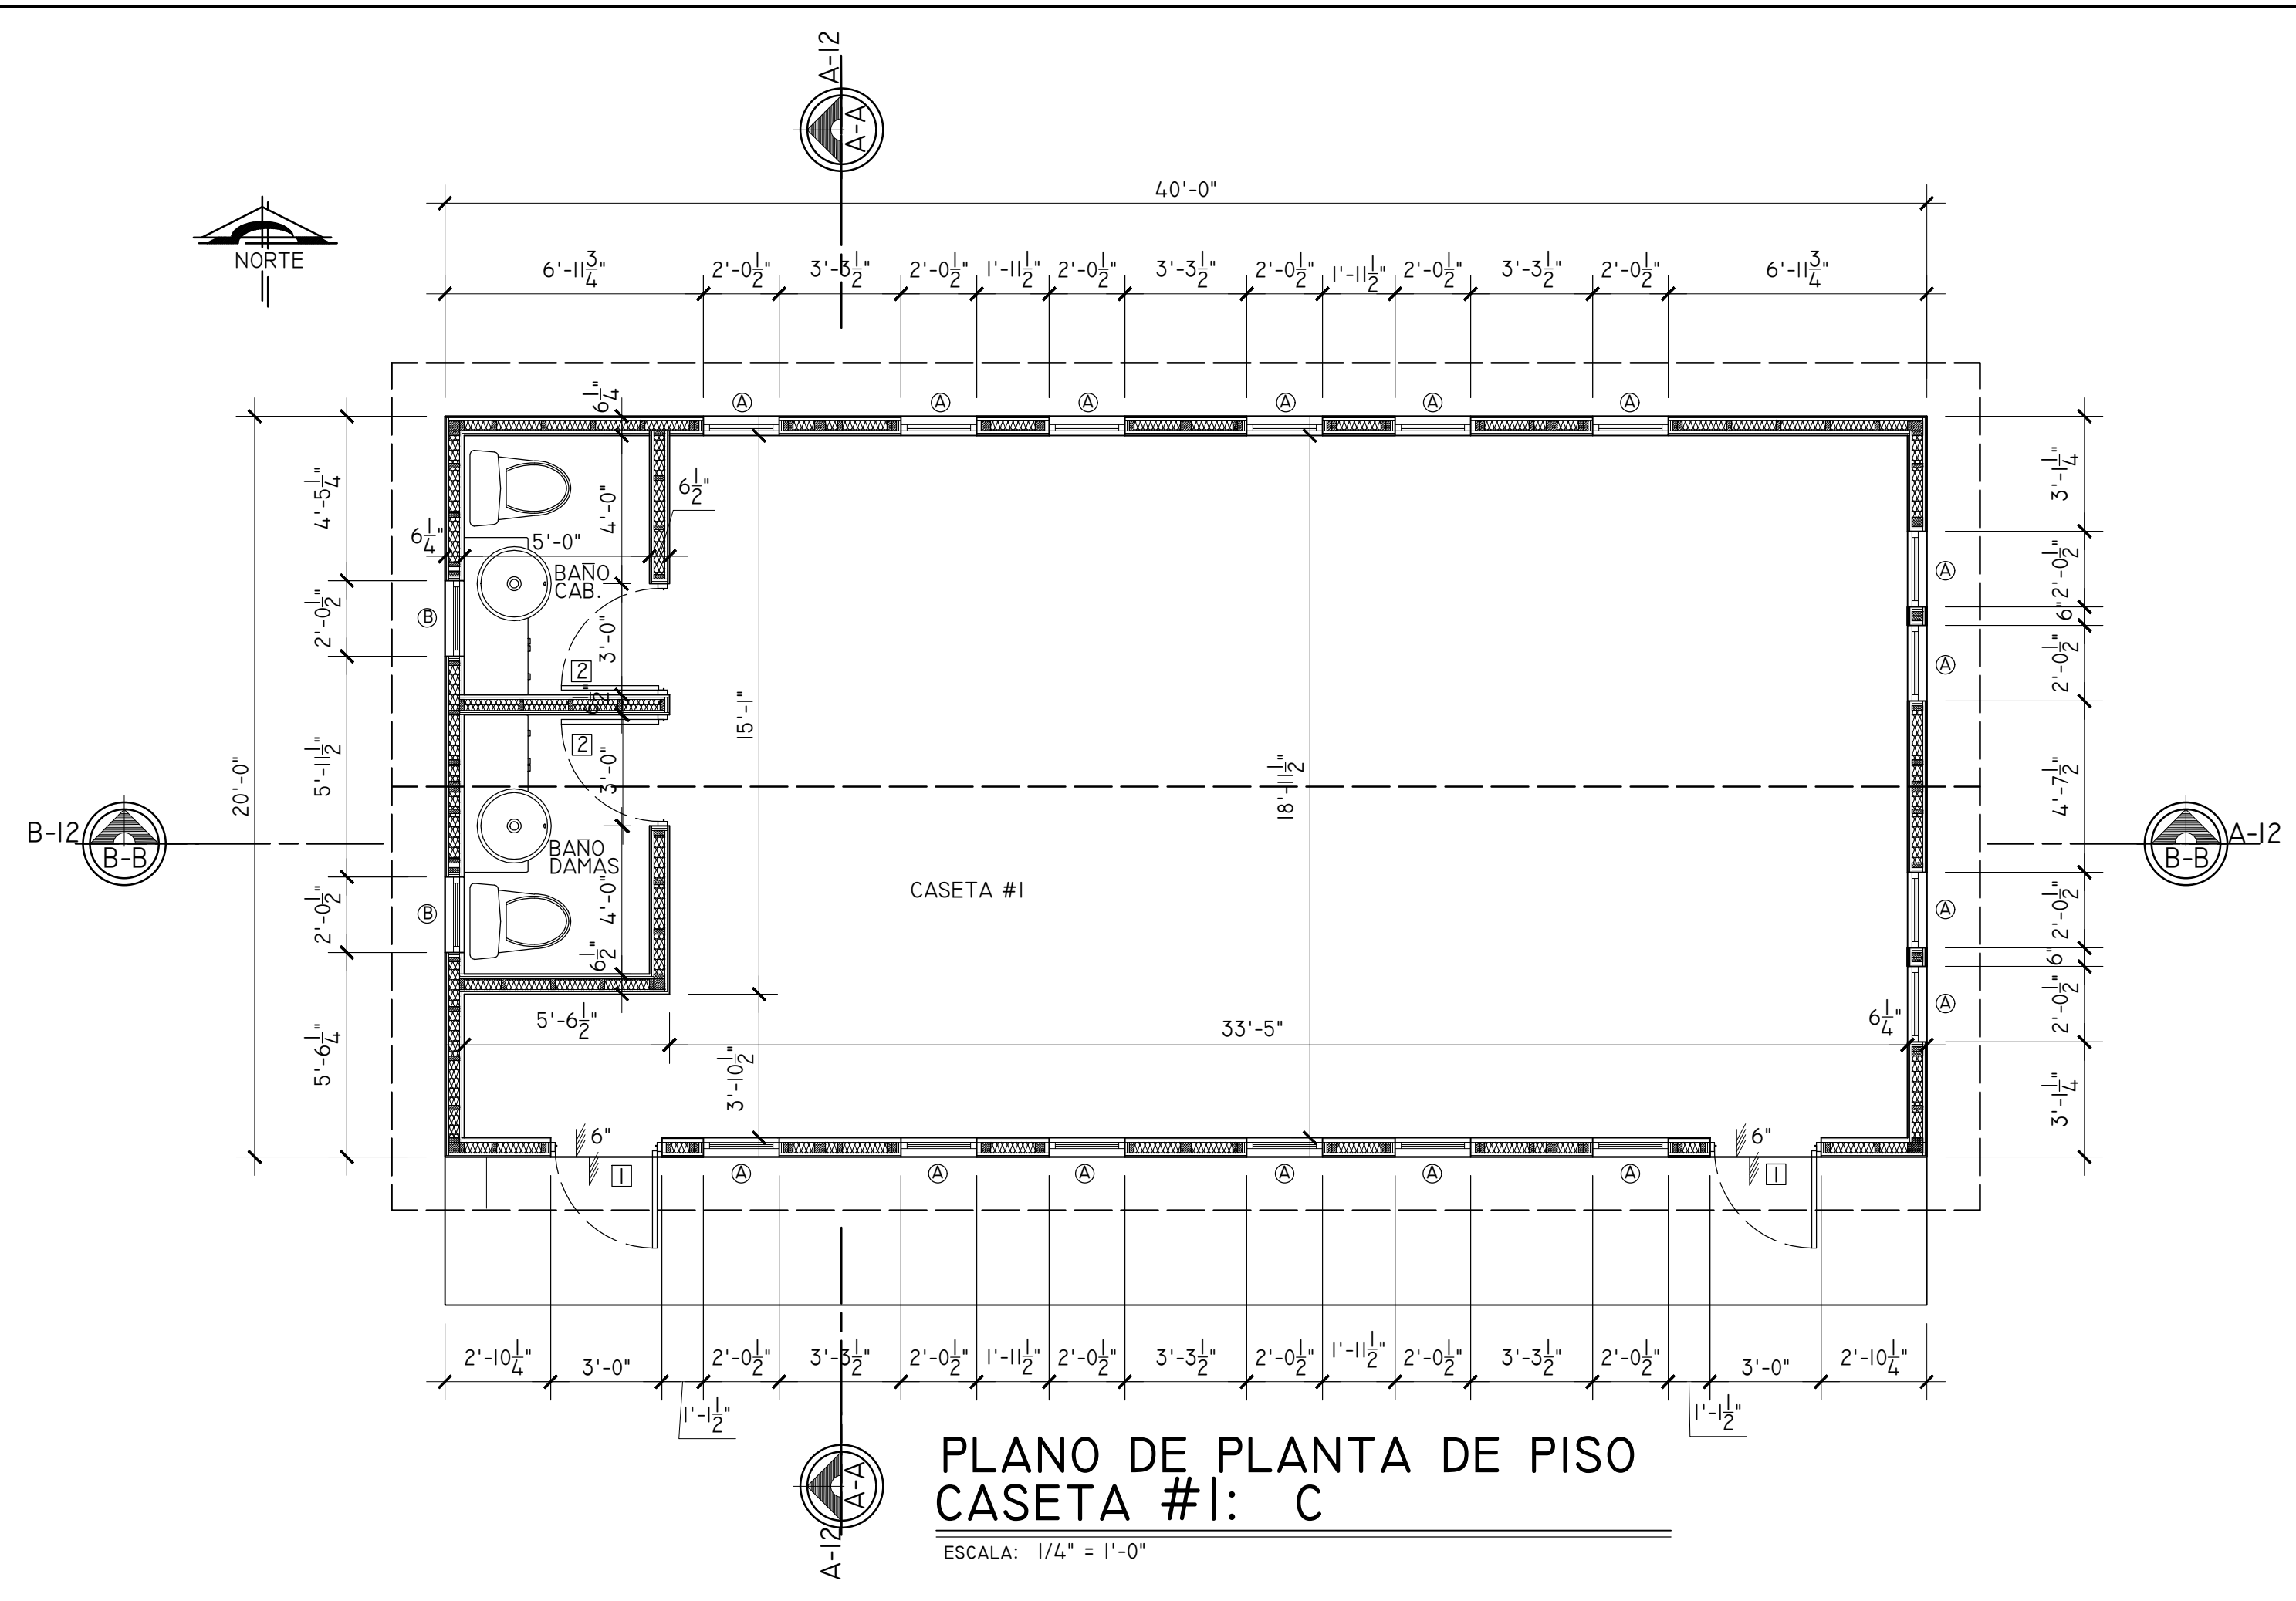 A-12
A-A
40'-0"
NORTE
6'-11 3/4"
2'-0 1/2"
3'-3 1/2"
2'-0 1/2"
1'-11 1/2"
2'-0 1/2"
3'-3 1/2"
2'-0 1/2"
1'-11 1/2"
2'-0 1/2"
3'-3 1/2"
2'-0 1/2"
6'-11 3/4"
A
A
A
A
A
A
6 1/4"
4'-5 1/4"
2'-0 1/2"
5'-11 1/2"
2'-0 1/2"
5'-6 1/4"
20'-0"
B
B
6 1/4"
5'-0"
4'-0"
6 1/2"
BAÑO
CAB.
3'-0"
2
6 1/2"
2
3'-0"
BAÑO
DAMAS
4'-0"
6 1/2"
15'-1"
18'-11 1/2"
CASETA #1
5'-6 1/2"
33'-5"
6 1/4"
3'-10 1/2"
3'-1 1/4"
2'-0 1/2"
6"
2'-0 1/2"
4'-7 1/2"
2'-0 1/2"
6"
2'-0 1/2"
3'-1 1/4"
A
A
A
A
B-12
B-B
A-12
B-B
6"
1
6"
1
A
A
A
A
A
A
2'-10 1/4"
3'-0"
1'-1 1/2"
2'-0 1/2"
3'-3 1/2"
2'-0 1/2"
1'-11 1/2"
2'-0 1/2"
3'-3 1/2"
2'-0 1/2"
1'-11 1/2"
2'-0 1/2"
3'-3 1/2"
2'-0 1/2"
1'-1 1/2"
3'-0"
2'-10 1/4"
A-A
A-12
PLANO DE PLANTA DE PISO
CASETA #1: C
ESCALA: 1/4" = 1'-0"